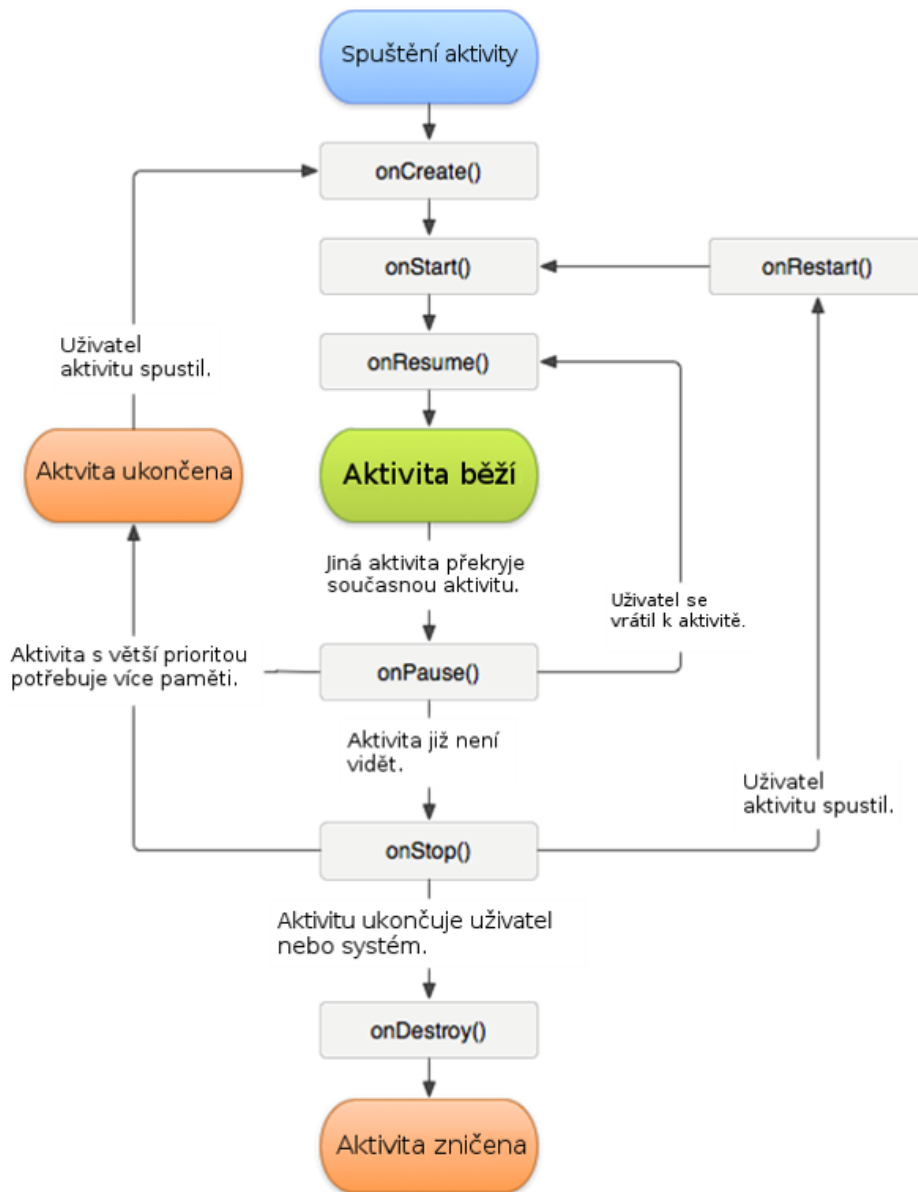 Spuštění aktivity
onCreate()
onStart()
onRestart()
Uživatel
aktivitu spustil.
onResume()
Aktvita ukončena
Aktivita běží
Jiná aktivita překryje
současnou aktivitu.
Uživatel se
vrátil k aktivitě.
Aktivita s větší prioritou
potřebuje více paměti.
onPause()
Aktivita již není
vidět.
Uživatel
aktivitu spustil.
onStop()
Aktivitu ukončuje uživatel
nebo systém.
onDestroy()
Aktivita zničena